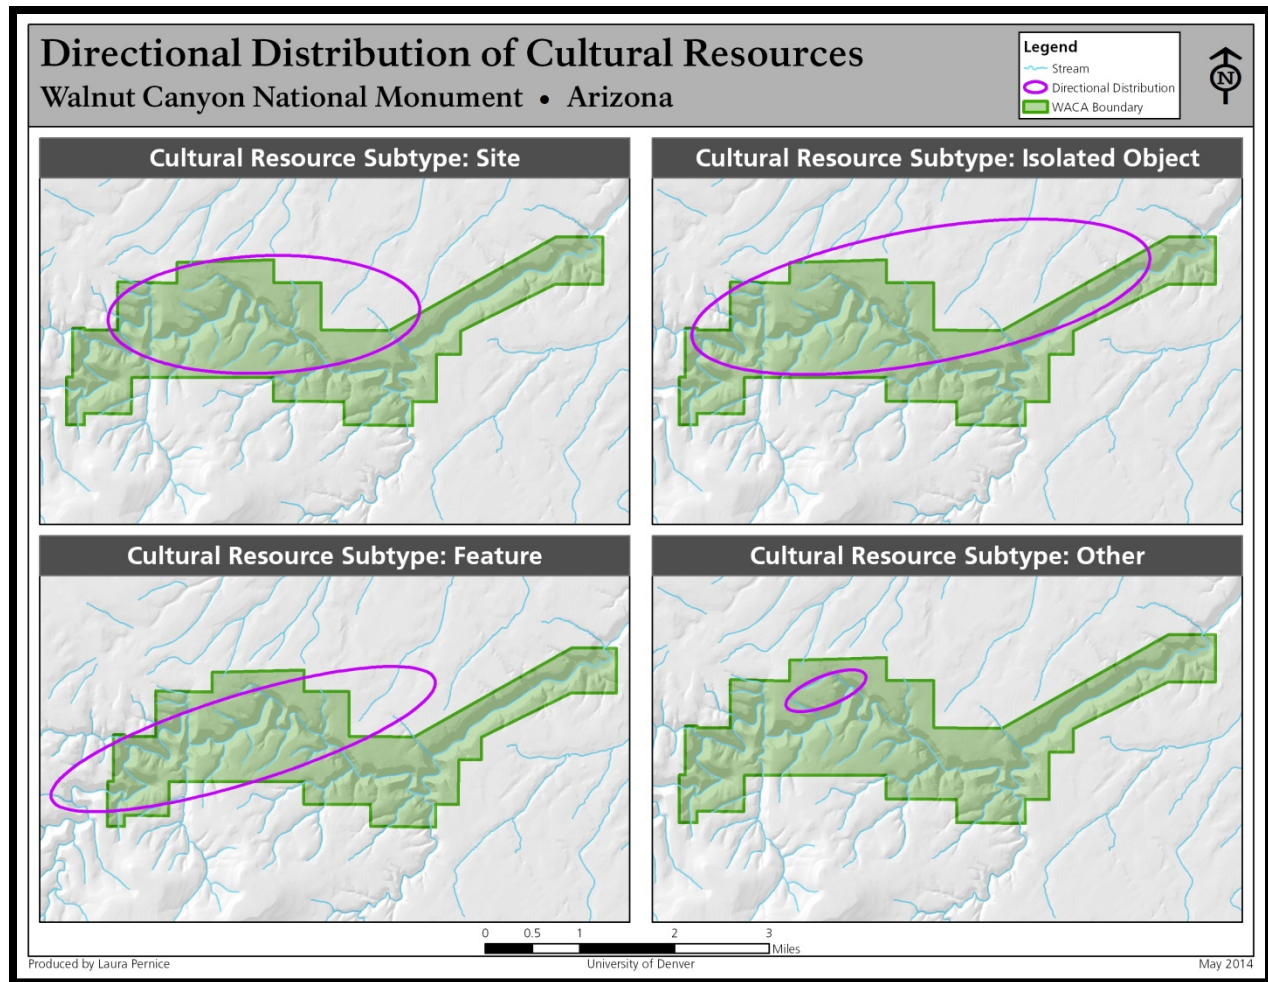 Directional Distribution of Cultural Resources
Walnut Canyon National Monument • Arizona
Legend
Stream
Directional Distribution
WACA Boundary
N
Cultural Resource Subtype: Site
Cultural Resource Subtype: Isolated Object
Cultural Resource Subtype: Feature
Cultural Resource Subtype: Other
0 0.5 1 2 3
Miles
Produced by Laura Pernice
University of Denver
May 2014